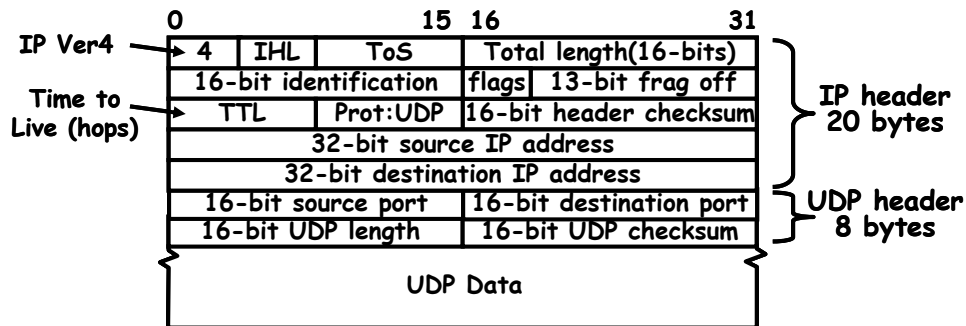 0 15 16 31
IP Ver4
4 IHL ToS Total length(16-bits)
16-bit identification flags 13-bit frag off
Time to
Live (hops)
TTL Prot:UDP 16-bit header checksum
IP header
20 bytes
32-bit source IP address
32-bit destination IP address
16-bit source port 16-bit destination port
UDP header
8 bytes
16-bit UDP length 16-bit UDP checksum
UDP Data